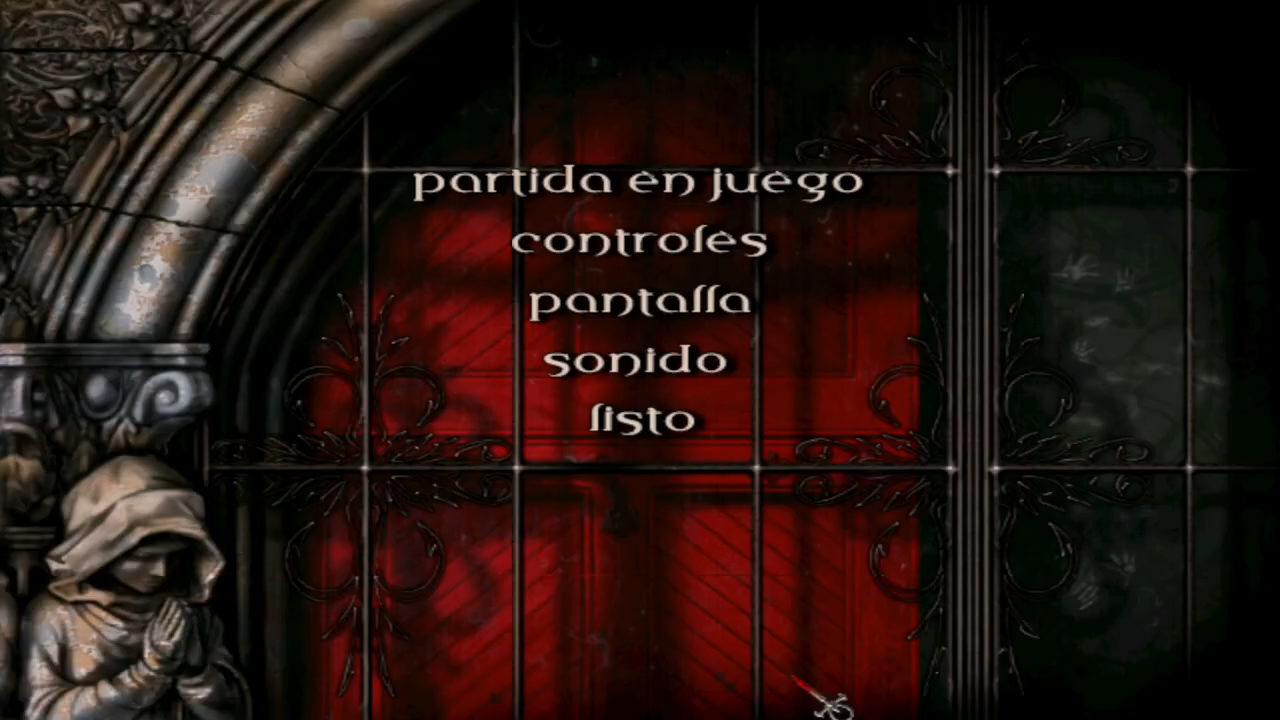 partida en juego
controles
pantalla
sonido
listo